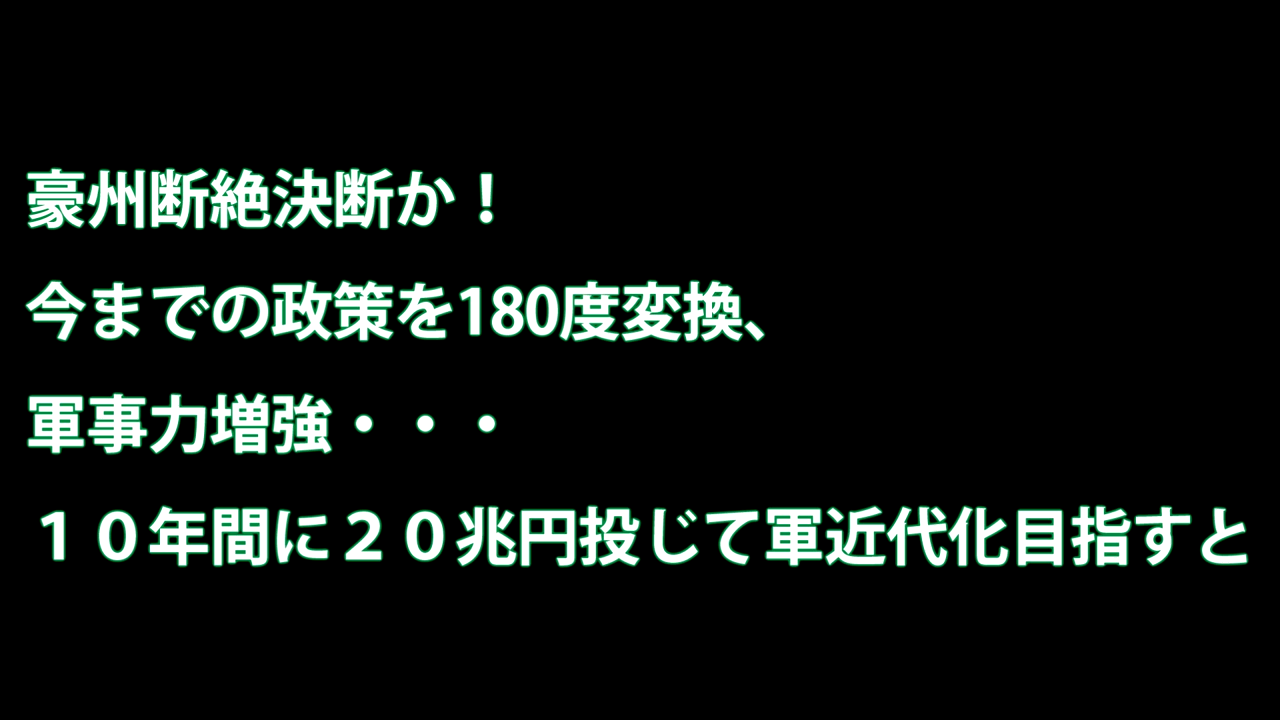 豪州断絶決断か！
今までの政策を180度変換、
軍事力増強・・・
１０年間に２０兆円投じて軍近代化目指すと